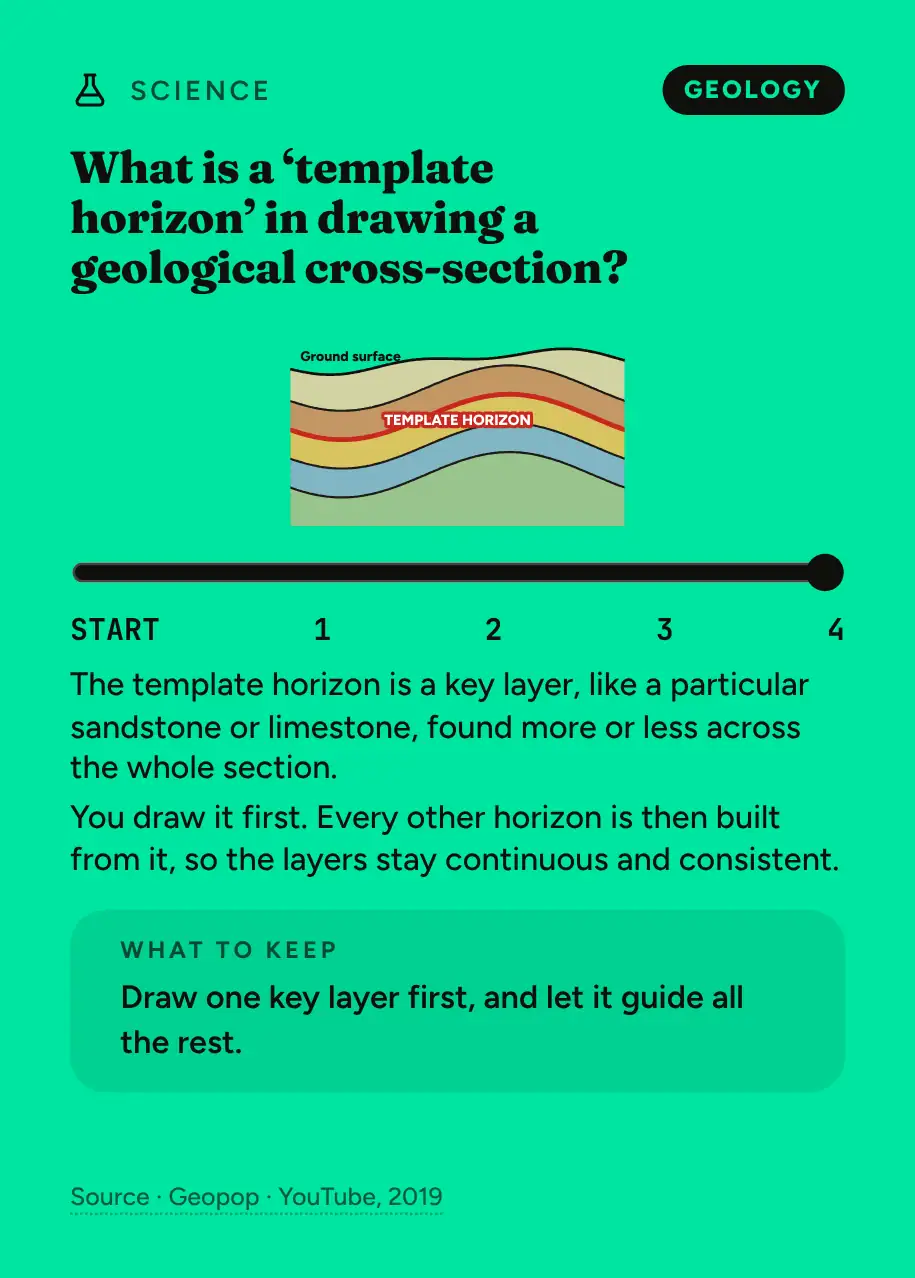 SCIENCE
GEOLOGY
What is a ‘template
horizon’ in drawing a
geological cross-section?
Ground surface
TEMPLATE HORIZON
START 1 2 3 4
The template horizon is a key layer, like a particular
sandstone or limestone, found more or less across
the whole section.
You draw it first. Every other horizon is then built
from it, so the layers stay continuous and consistent.
WHAT TO KEEP
Draw one key layer first, and let it guide all
the rest.
Source · Geopop · YouTube, 2019